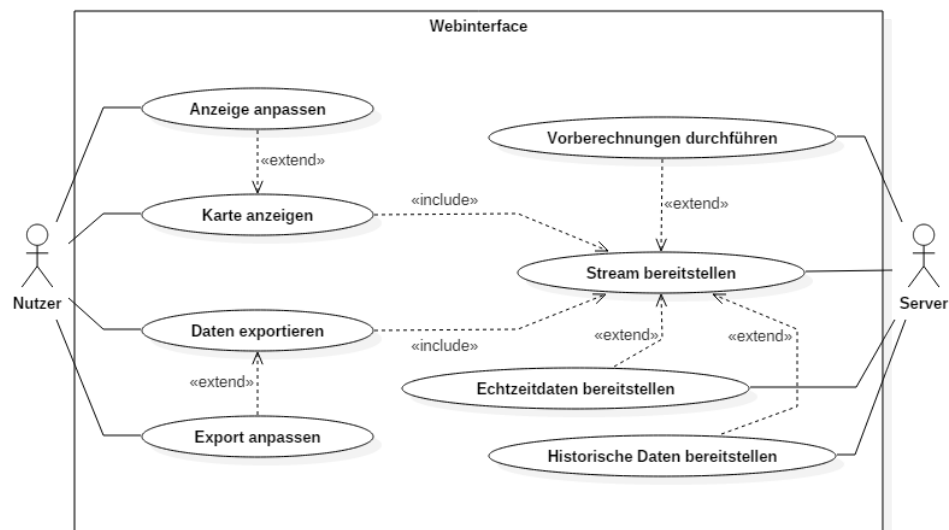 Webinterface
Anzeige anpassen
Vorberechnungen durchführen
«extend»
Karte anzeigen
«include»
«extend»
Stream bereitstellen
Nutzer
Server
Daten exportieren
«include»
«extend»
«extend»
«extend»
Echtzeitdaten bereitstellen
Export anpassen
Historische Daten bereitstellen